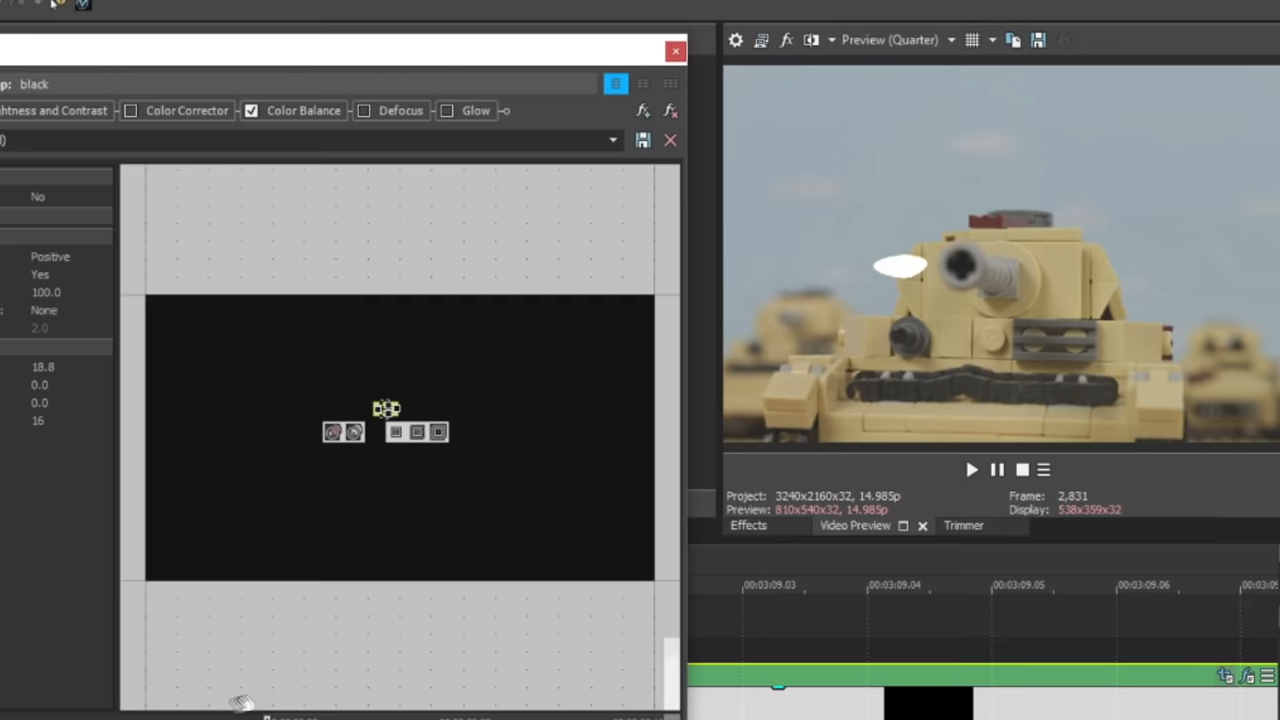 Preview (Quarter)
p: black
htness and Contrast Color Corrector Color Balance Defocus Glow
)
No
Positive
Yes
100.0
: None
2.0
18.8
0.0
0.0
16
Project: 3240x2160x32, 14.985p Frame: 2,831
Preview: 810x540x32, 14.985p Display: 538x359x32
Effects Video Preview Trimmer
00:03:09.03 00:03:09.04 00:03:09.05 00:03:09.06 00:03:09